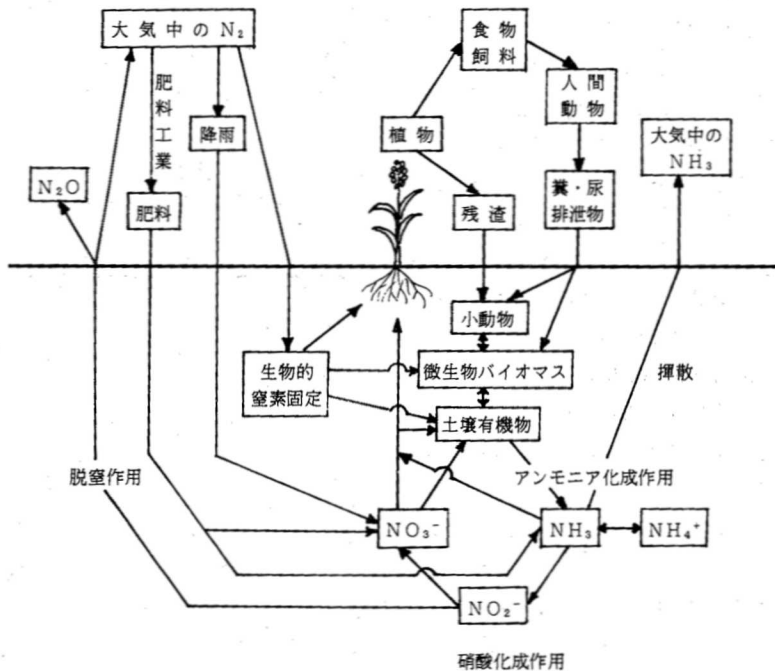 大気中のN₂
食物
飼料
人間
動物
肥料工業
降雨
植物
大気中の
NH₃
N₂O
肥料
残渣
糞・尿
排泄物
小動物
生物的
窒素固定
微生物バイオマス
揮散
土壌有機物
脱窒作用
アンモニア化成作用
NO₃⁻
NH₃
NH₄⁺
NO₂⁻
硝酸化成作用